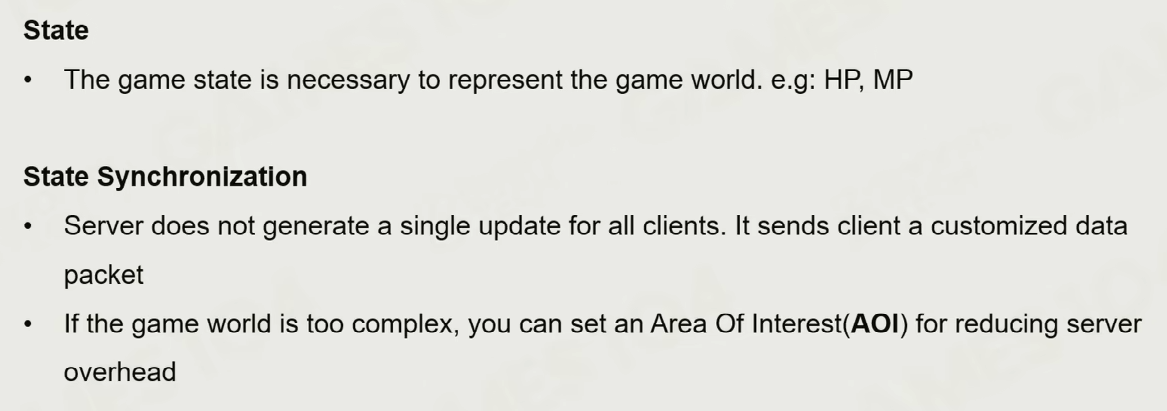 State
• The game state is necessary to represent the game world. e.g: HP, MP
State Synchronization
• Server does not generate a single update for all clients. It sends client a customized data
packet
• If the game world is too complex, you can set an Area Of Interest(AOI) for reducing server
overhead